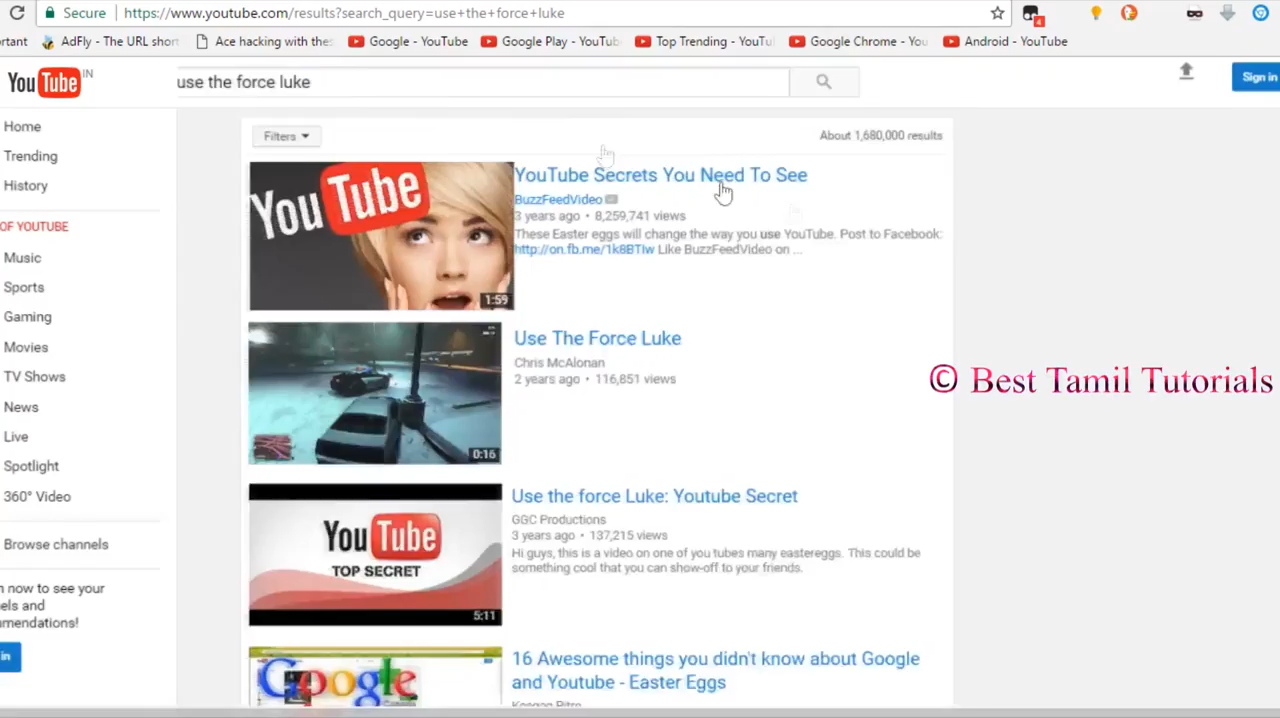 Secure https://www.youtube.com/results?search_query=use+the+force+luke
4
ortant AdFly - The URL short Ace hacking with the Google - YouTube Google Play - YouTub Top Trending - YouTu Google Chrome - You Android - YouTube
YouTube IN
use the force luke
Sign in
Home
Trending
History
OF YOUTUBE
Music
Sports
Gaming
Movies
TV Shows
News
Live
Spotlight
360° Video
Browse channels
n now to see your
els and
mendations!
in
Filters
About 1,680,000 results
YouTube
1:59
YouTube Secrets You Need To See
BuzzFeedVideo
3 years ago • 8,259,741 views
These Easter eggs will change the way you use YouTube. Post to Facebook:
http://on.fb.me/1k8BTIw Like BuzzFeedVideo on ...
0:16
Use The Force Luke
Chris McAlonan
2 years ago • 116,851 views
© Best Tamil Tutorials
YouTube
TOP SECRET
5:11
Use the force Luke: Youtube Secret
GGC Productions
3 years ago • 137,215 views
Hi guys, this is a video on one of you tubes many eastereggs. This could be
something cool that you can show-off to your friends.
Google
16 Awesome things you didn't know about Google
and Youtube - Easter Eggs